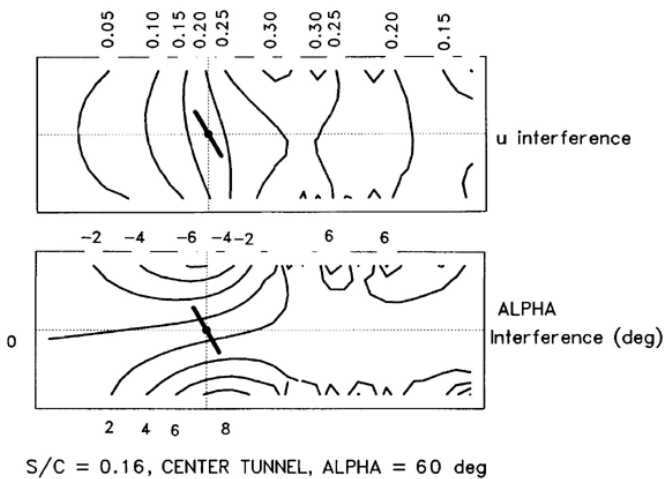 0.05 0.10 0.15 0.20 0.25 0.30 0.30 0.25 0.20 0.15
u interference
-2 -4 -6 -4 -2 6 6
ALPHA
0 Interference (deg)
2 4 6 8
S/C = 0.16, CENTER TUNNEL, ALPHA = 60 deg